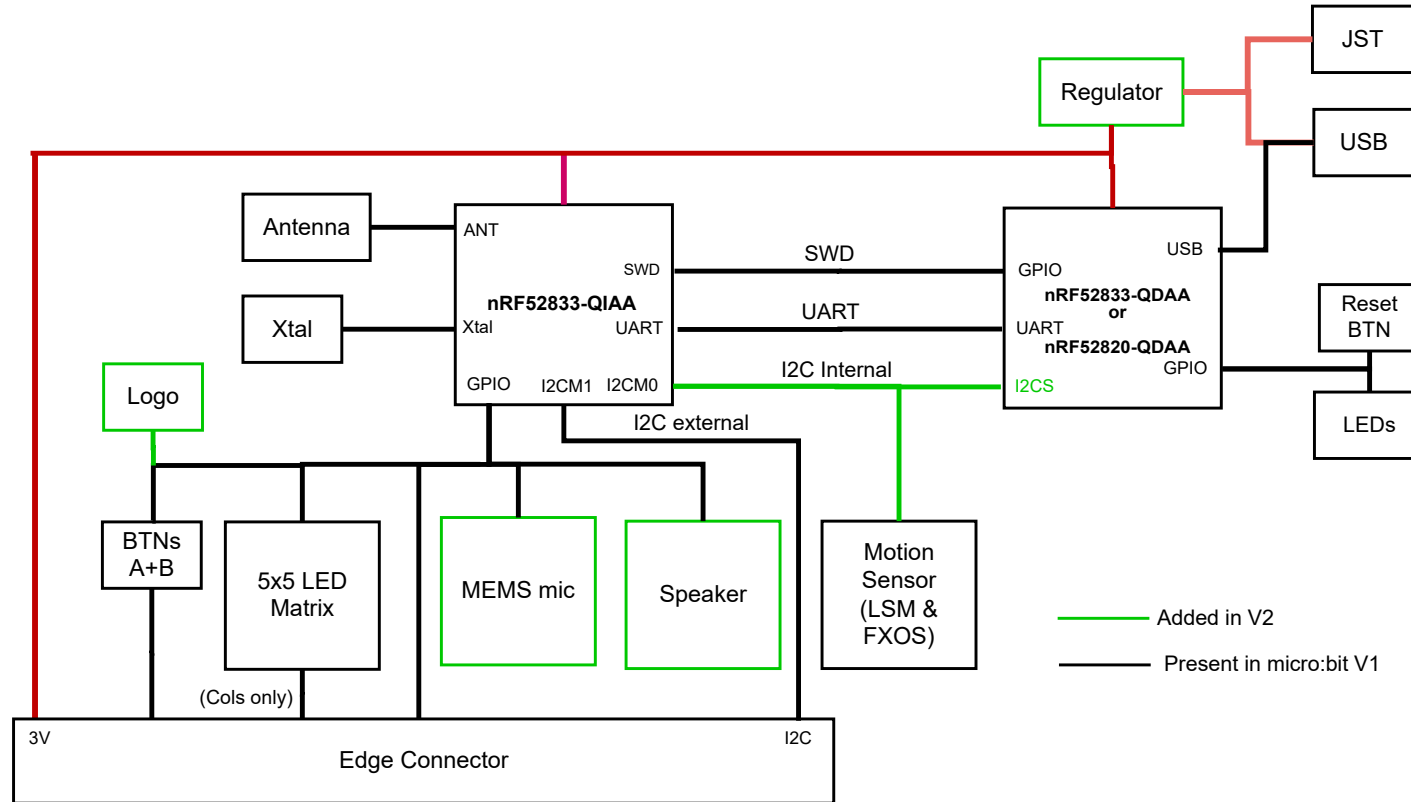 JST
Regulator
USB
Antenna
ANT
SWD
nRF52833-QIAA
Xtal
Xtal
UART
GPIO
I2CM1
I2CM0
SWD
UART
I2C Internal
I2C external
USB
GPIO
nRF52833-QDAA
or
UART
nRF52820-QDAA
GPIO
I2CS
Reset
BTN
LEDs
Logo
BTNs
A+B
5x5 LED
Matrix
(Cols only)
MEMS mic
Speaker
Motion
Sensor
(LSM &
FXOS)
Added in V2
Present in micro:bit V1
3V
I2C
Edge Connector